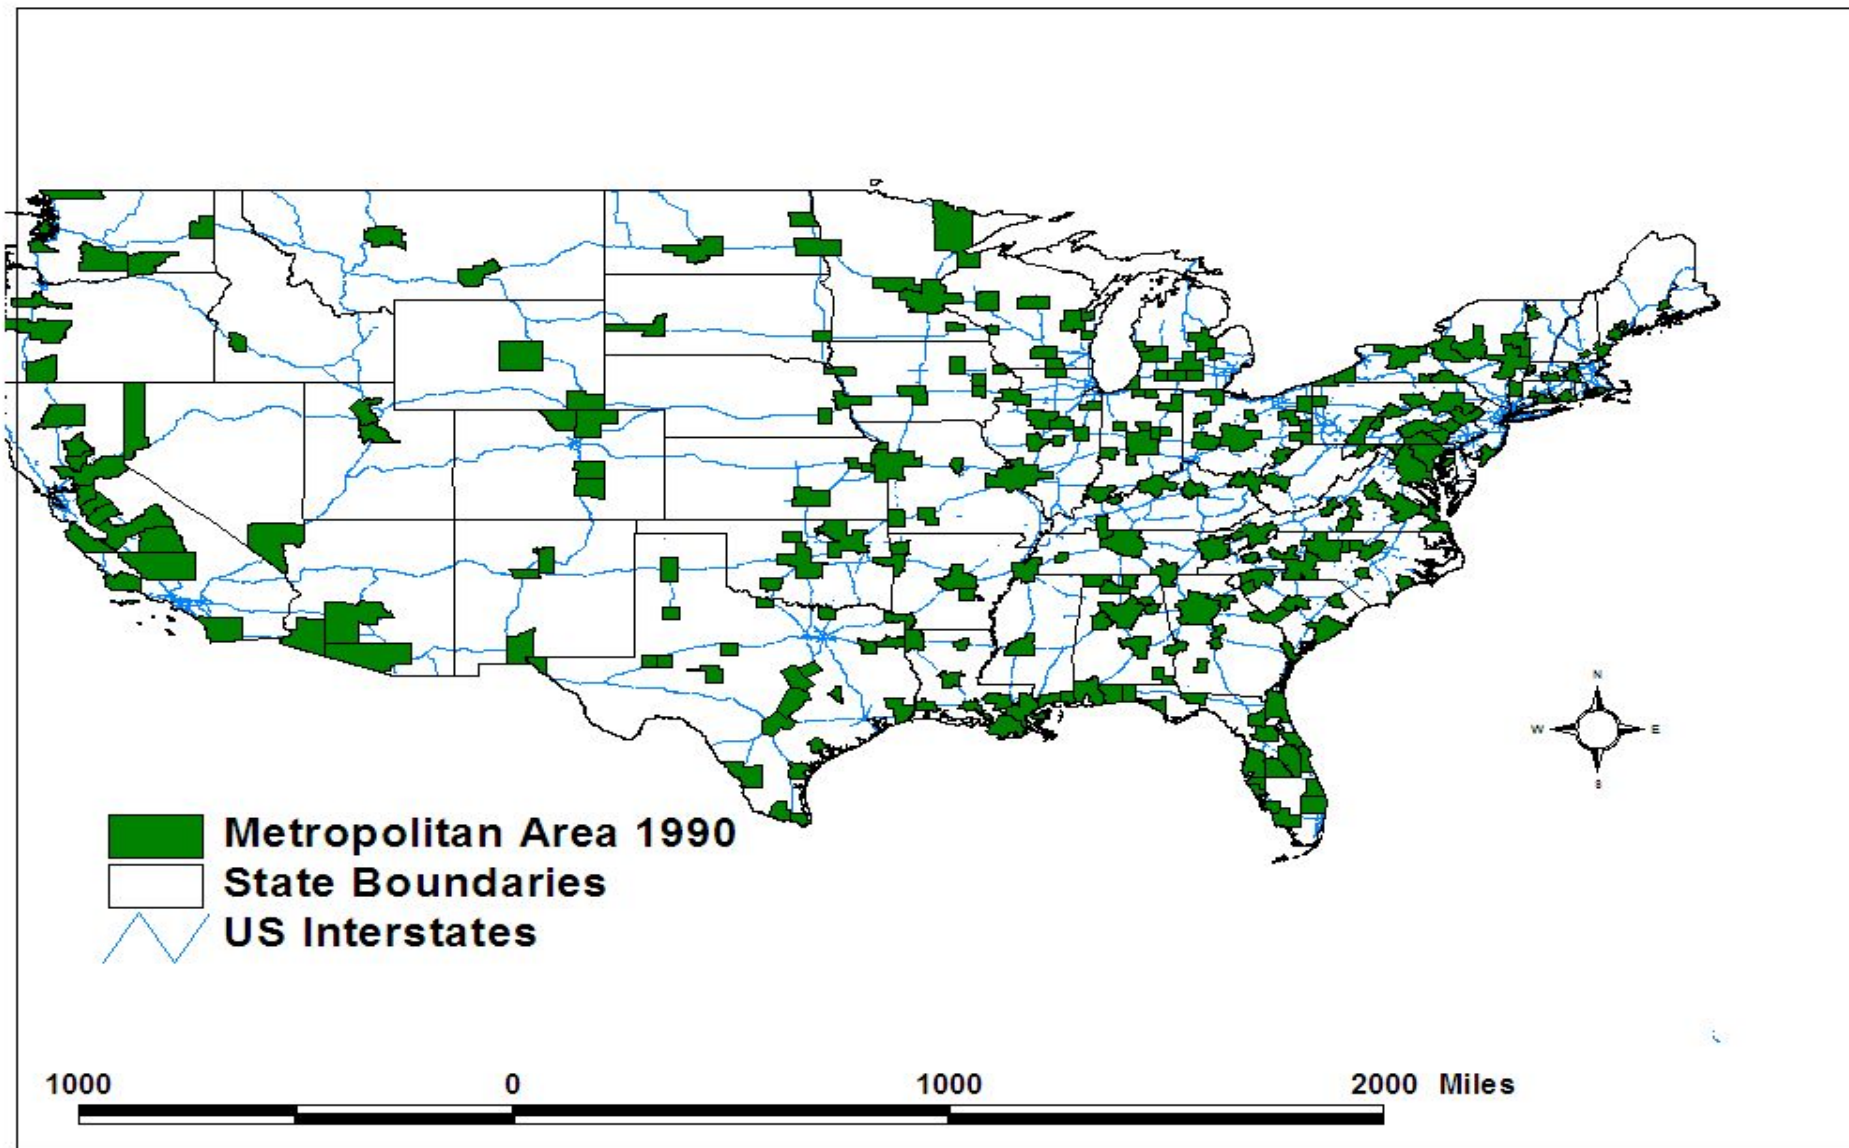 N
W E
S
Metropolitan Area 1990
State Boundaries
US Interstates
1000 0 1000 2000 Miles